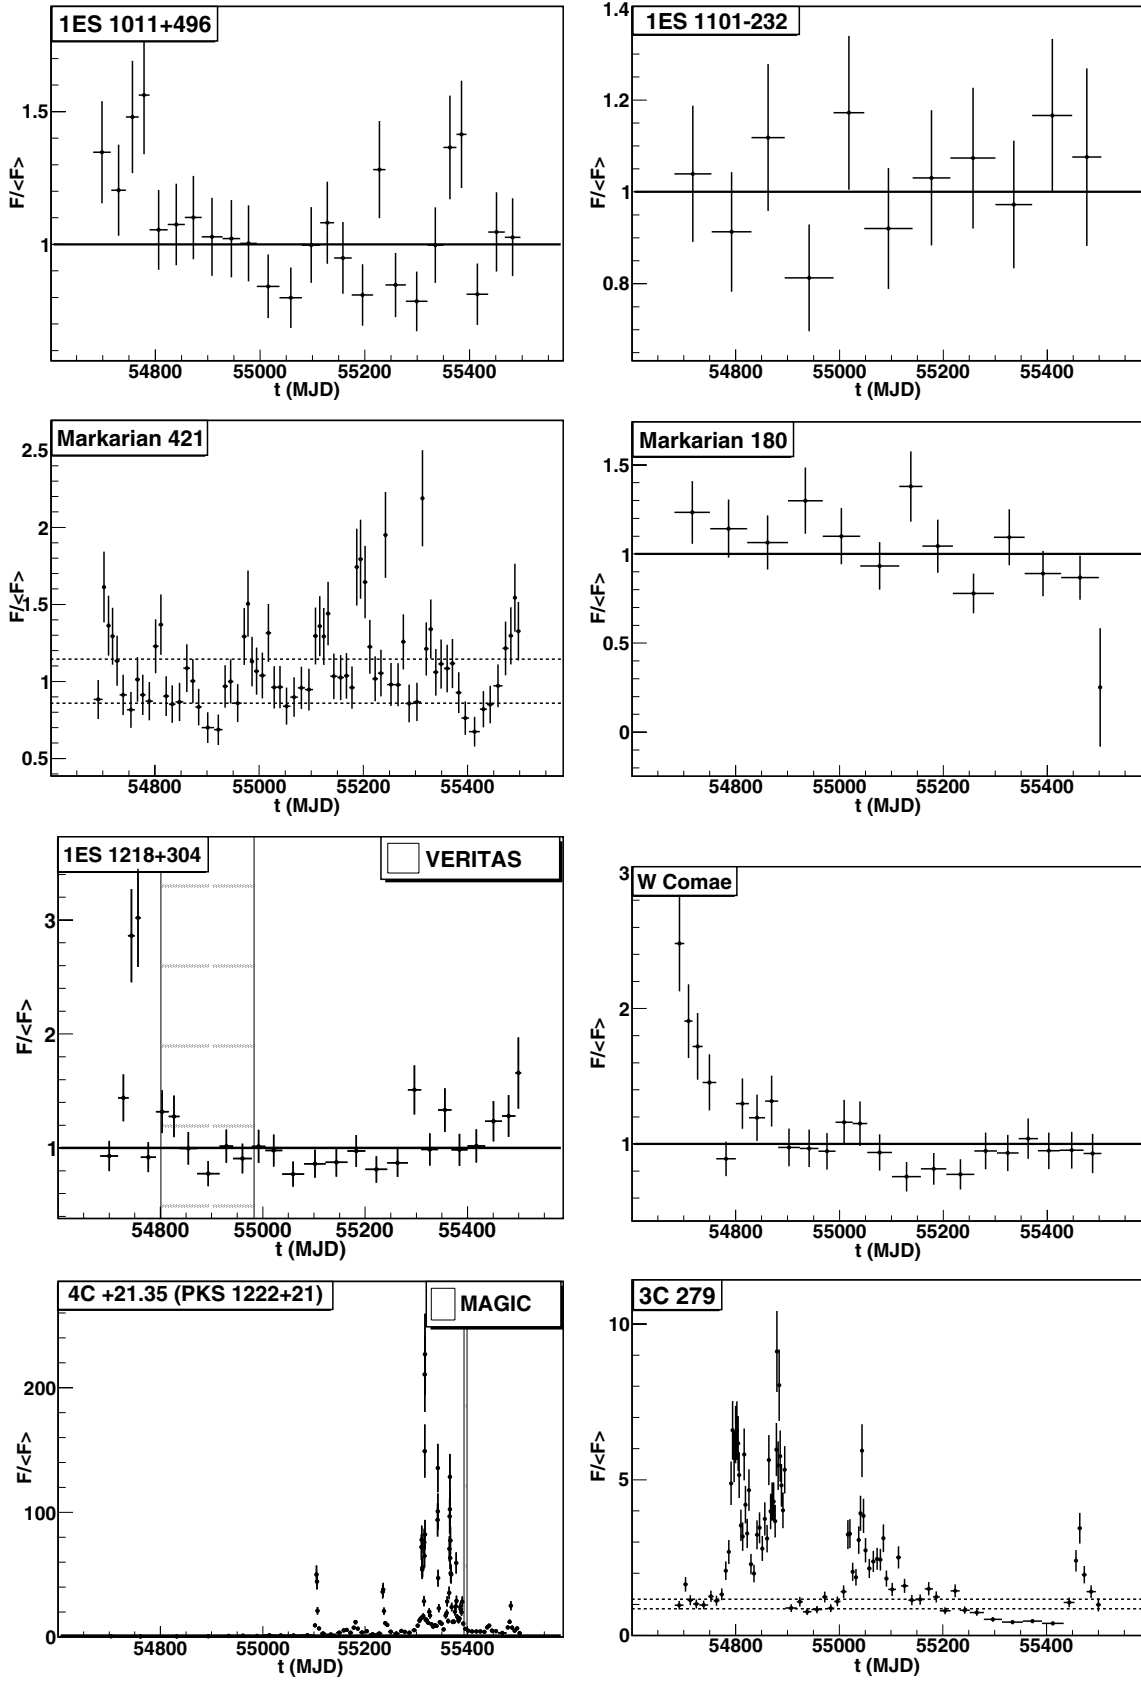 1ES 1011+496
1.5
1
F/<F>
54800 55000 55200 55400
t (MJD)
1ES 1101-232
1.4
1.2
1
0.8
F/<F>
54800 55000 55200 55400
t (MJD)
Markarian 421
2.5
2
1.5
1
0.5
F/<F>
54800 55000 55200 55400
t (MJD)
Markarian 180
1.5
1
0.5
0
F/<F>
54800 55000 55200 55400
t (MJD)
1ES 1218+304
VERITAS
3
2
1
F/<F>
54800 55000 55200 55400
t (MJD)
W Comae
3
2
1
F/<F>
54800 55000 55200 55400
t (MJD)
4C +21.35 (PKS 1222+21)
MAGIC
200
100
0
F/<F>
54800 55000 55200 55400
t (MJD)
3C 279
10
5
0
F/<F>
54800 55000 55200 55400
t (MJD)